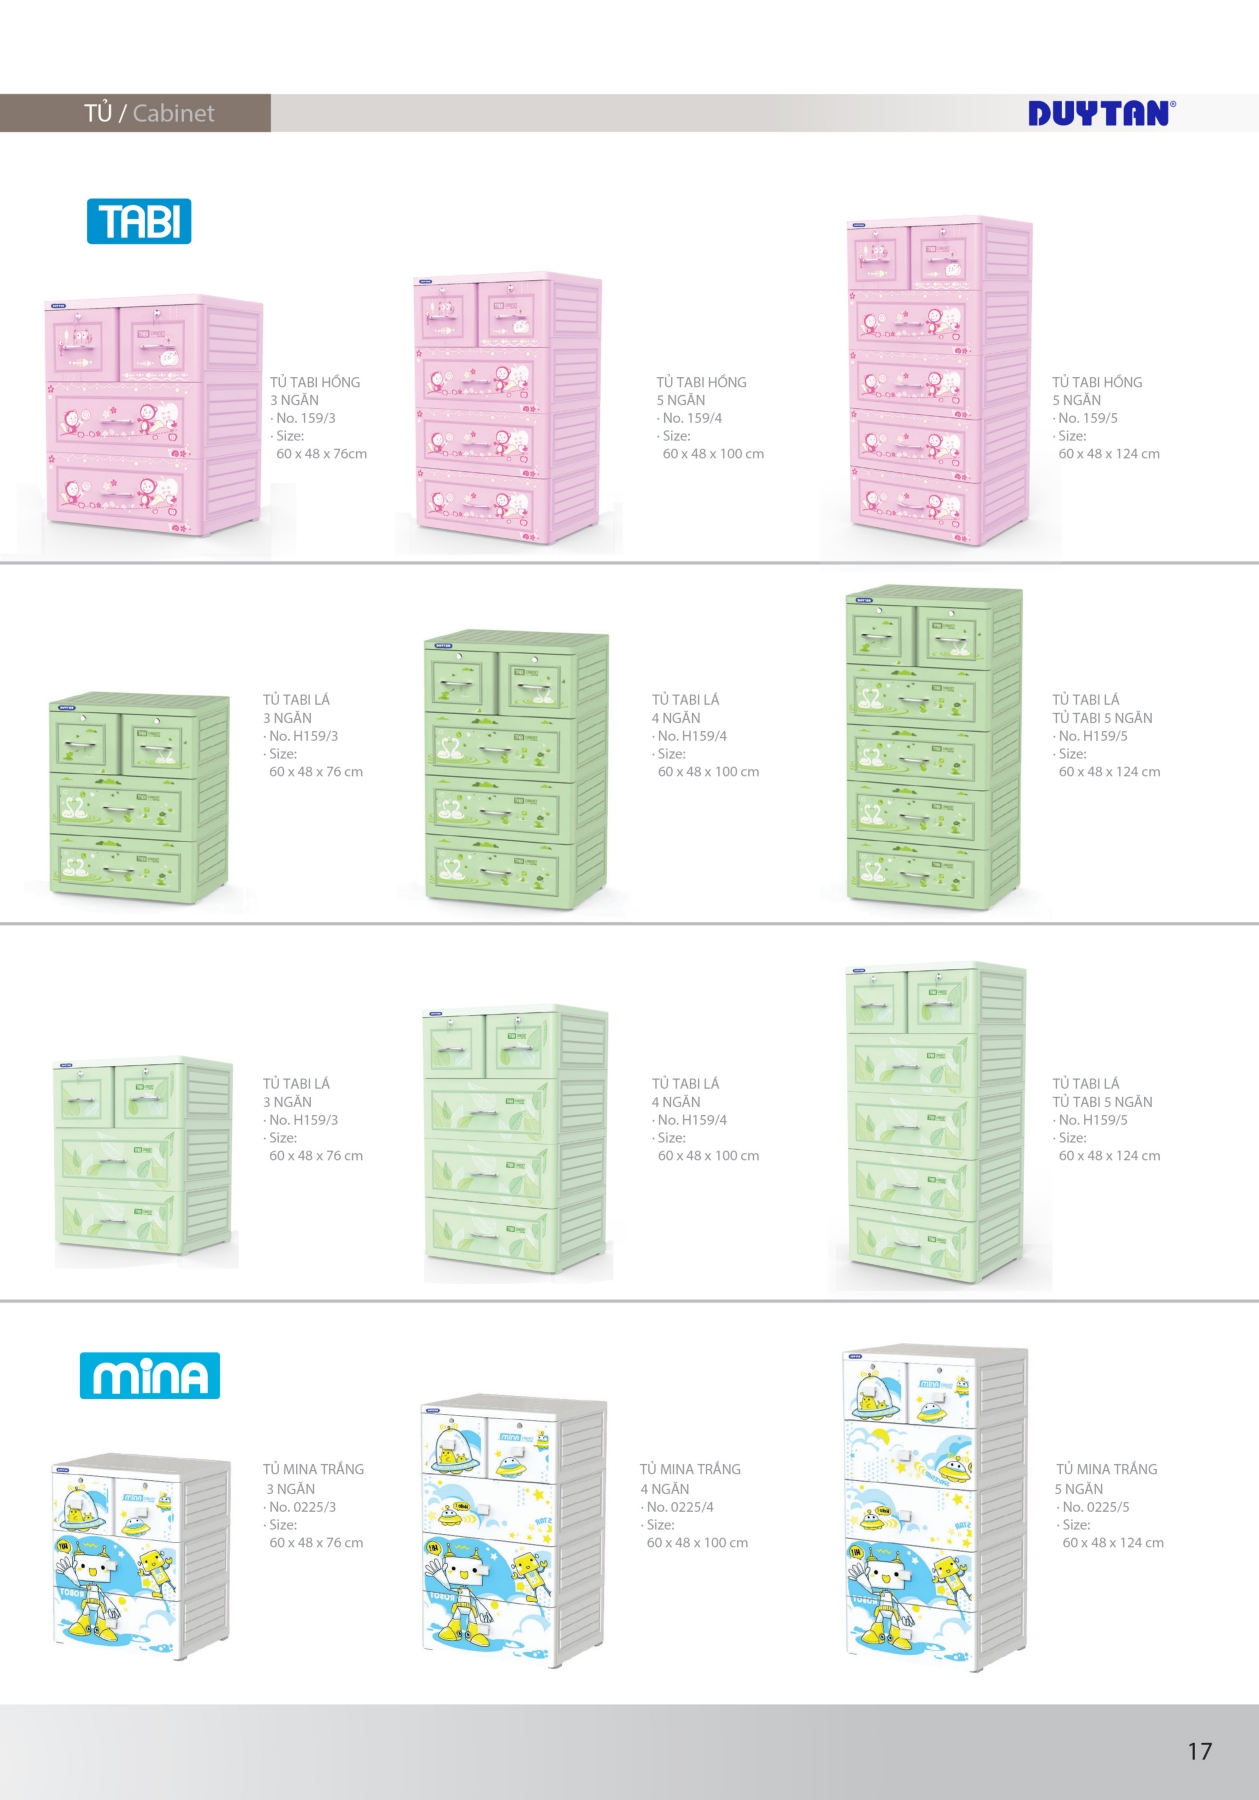 TỦ / Cabinet
DUYTAN®
TABI
TỦ TABI HỒNG
3 NGĂN
· No. 159/3
· Size:
60 x 48 x 76cm
TỦ TABI HỒNG
5 NGĂN
· No. 159/4
· Size:
60 x 48 x 100 cm
TỦ TABI HỒNG
5 NGĂN
· No. 159/5
· Size:
60 x 48 x 124 cm
TỦ TABI LÁ
3 NGĂN
· No. H159/3
· Size:
60 x 48 x 76 cm
TỦ TABI LÁ
4 NGĂN
· No. H159/4
· Size:
60 x 48 x 100 cm
TỦ TABI LÁ
TỦ TABI 5 NGĂN
· No. H159/5
· Size:
60 x 48 x 124 cm
TỦ TABI LÁ
3 NGĂN
· No. H159/3
· Size:
60 x 48 x 76 cm
TỦ TABI LÁ
4 NGĂN
· No. H159/4
· Size:
60 x 48 x 100 cm
TỦ TABI LÁ
TỦ TABI 5 NGĂN
· No. H159/5
· Size:
60 x 48 x 124 cm
mina
TỦ MINA TRẮNG
3 NGĂN
· No. 0225/3
· Size:
60 x 48 x 76 cm
TỦ MINA TRẮNG
4 NGĂN
· No. 0225/4
· Size:
60 x 48 x 100 cm
TỦ MINA TRẮNG
5 NGĂN
· No. 0225/5
· Size:
60 x 48 x 124 cm
17